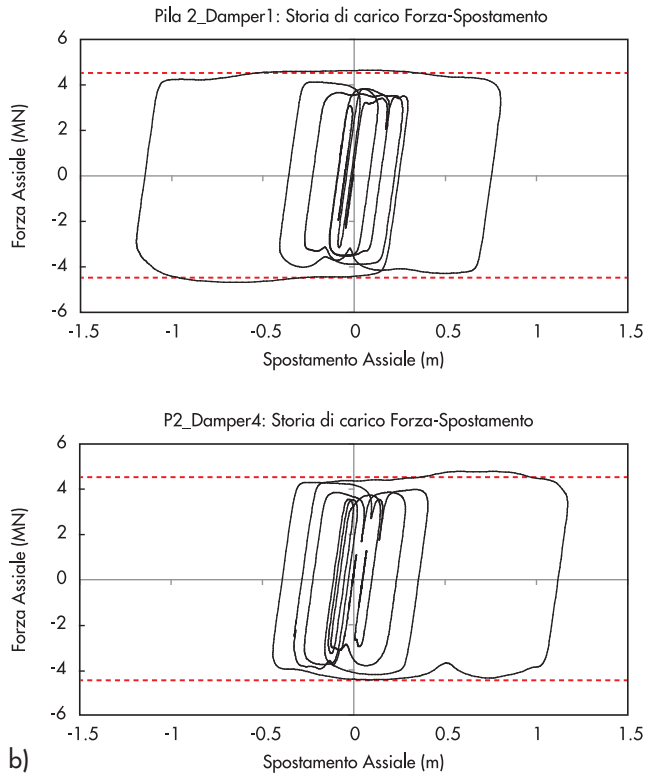 Pila 2_Damper1: Storia di carico Forza-Spostamento
6
4
2
0
-2
-4
-6
Forza Assiale (MN)
-1.5 -1 -0.5 0 0.5 1 1.5
Spostamento Assiale (m)
P2_Damper4: Storia di carico Forza-Spostamento
6
4
2
0
-2
-4
-6
Forza Assiale (MN)
-1.5 -1 -0.5 0 0.5 1 1.5
Spostamento Assiale (m)
b)